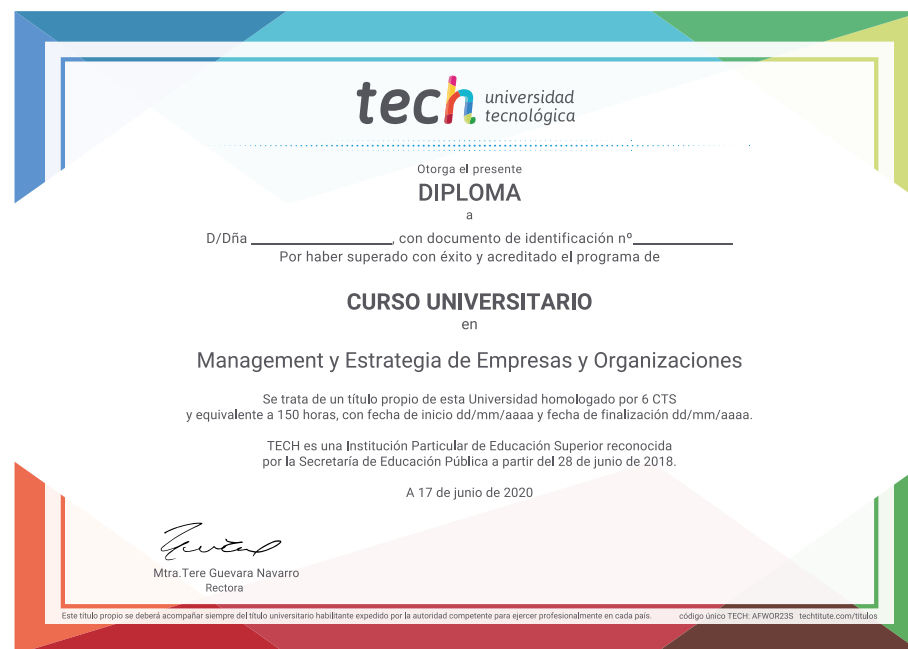 tech universidad
tecnológica
Otorga el presente
DIPLOMA
a
D/Dña ____________________, con documento de identificación nº______________
Por haber superado con éxito y acreditado el programa de
CURSO UNIVERSITARIO
en
Management y Estrategia de Empresas y Organizaciones
Se trata de un título propio de esta Universidad homologado por 6 CTS
y equivalente a 150 horas, con fecha de inicio dd/mm/aaaa y fecha de finalización dd/mm/aaaa.
TECH es una Institución Particular de Educación Superior reconocida
por la Secretaría de Educación Pública a partir del 28 de junio de 2018.
A 17 de junio de 2020
Mtra.Tere Guevara Navarro
Rectora
Este título propio se deberá acompañar siempre del título universitario habilitante expedido por la autoridad competente para ejercer profesionalmente en cada país. código único TECH: AFWOR23S techtitute.com/titulos